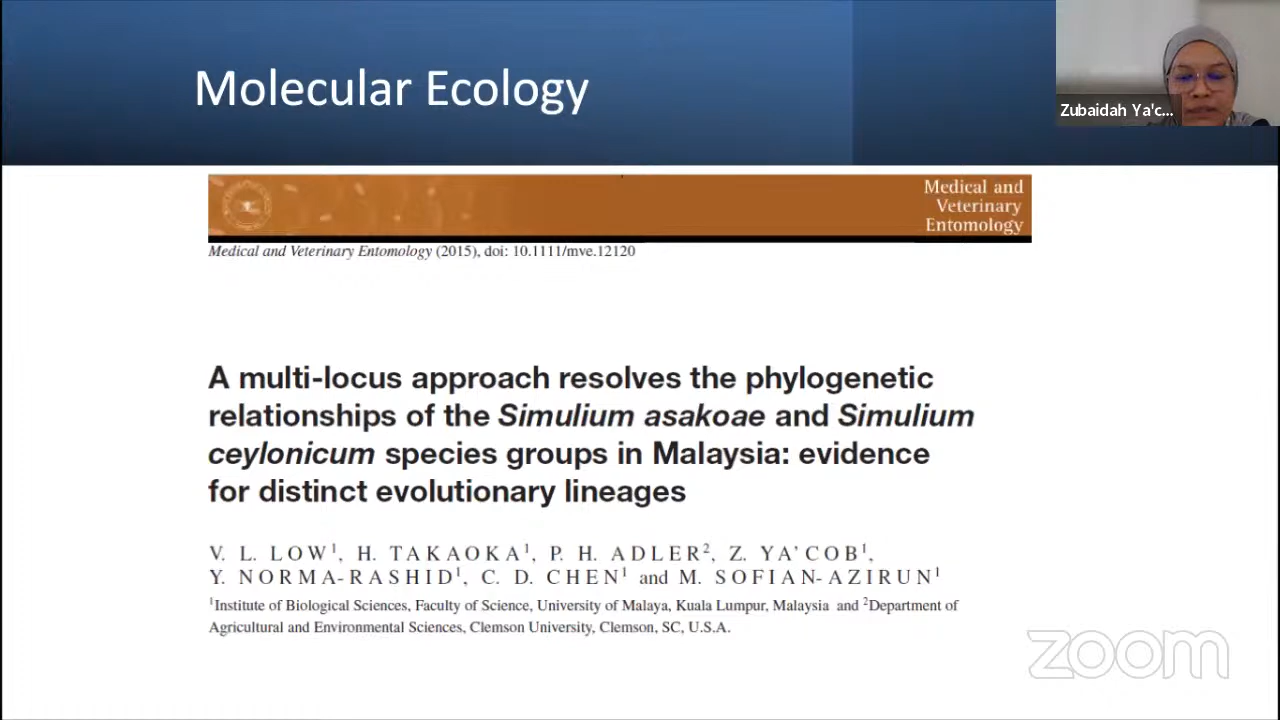 Molecular Ecology
Zubaidah Ya'c...
Medical and
Veterinary
Entomology
Medical and Veterinary Entomology (2015), doi: 10.1111/mve.12120
A multi-locus approach resolves the phylogenetic
relationships of the Simulium asakoae and Simulium
ceylonicum species groups in Malaysia: evidence
for distinct evolutionary lineages
V. L. LOW¹, H. TAKAOKA¹, P. H. ADLER², Z. YA'COB¹,
Y. NORMA-RASHID¹, C. D. CHEN¹ and M. SOFIAN-AZIRUN¹
¹Institute of Biological Sciences, Faculty of Science, University of Malaya, Kuala Lumpur, Malaysia and ²Department of
Agricultural and Environmental Sciences, Clemson University, Clemson, SC, U.S.A.
zoom